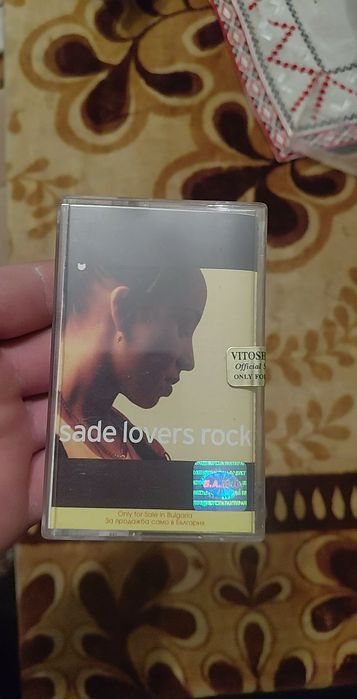 VITOSH
Official S
ONLY FO
sade lovers rock
Only for Sale in Bulgaria
За продажба само в България